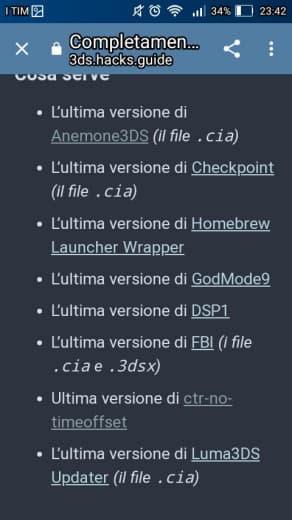 I TIM 34% 23:42
Completamen...
3ds.hacks.guide
Cosa serve
• L'ultima versione di
Anemone3DS (il file .cia)
• L'ultima versione di Checkpoint
(il file .cia)
• L'ultima versione di Homebrew
Launcher Wrapper
• L'ultima versione di GodMode9
• L'ultima versione di DSP1
• L'ultima versione di FBI (i file
.cia e .3dsx)
• Ultima versione di ctr-no-
timeoffset
• L'ultima versione di Luma3DS
Updater (il file .cia)